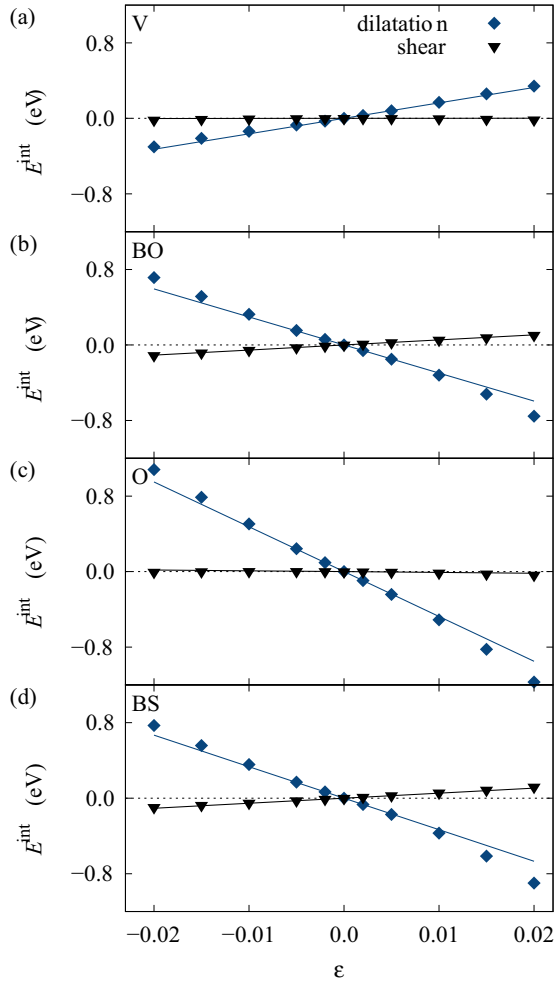 (a)
V
dilatatio n
shear
0.8
0.0
−0.8
E^int (eV)
(b)
BO
0.8
0.0
−0.8
E^int (eV)
(c)
O
0.8
0.0
−0.8
E^int (eV)
(d)
BS
0.8
0.0
−0.8
E^int (eV)
−0.02 −0.01 0.0 0.01 0.02
ε